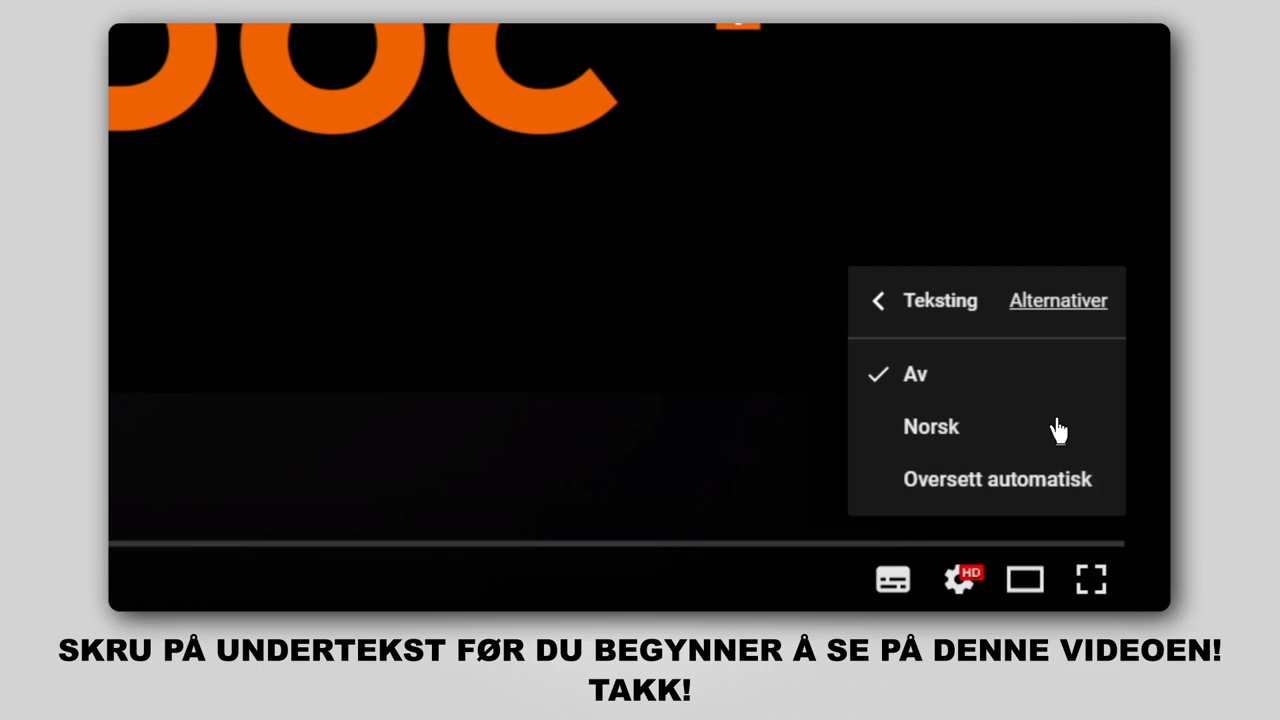 Teksting Alternativer
Av
Norsk
Oversett automatisk
HD
SKRU PÅ UNDERTEKST FØR DU BEGYNNER Å SE PÅ DENNE VIDEOEN!
TAKK!